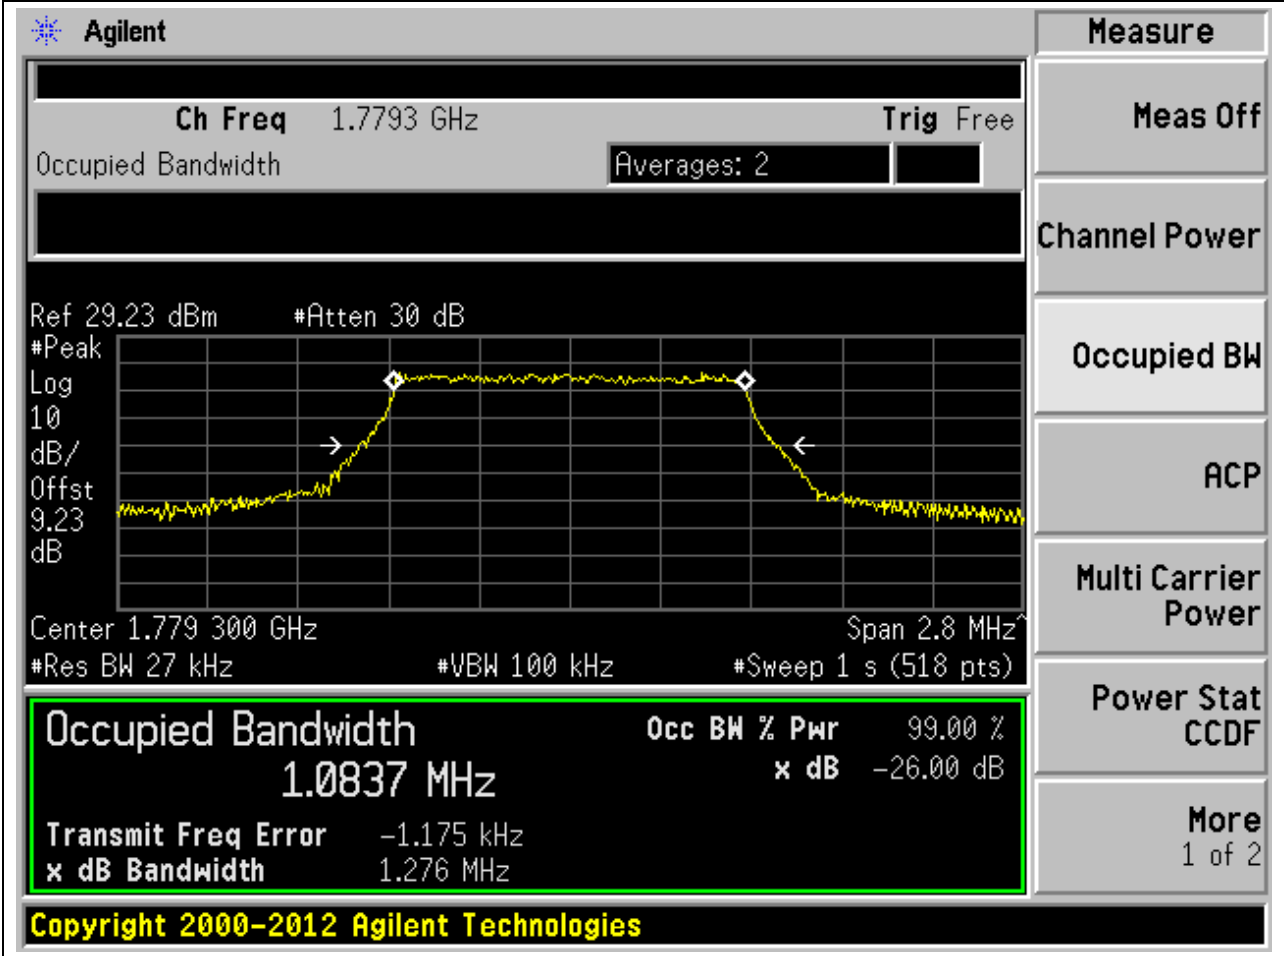 Agilent
Measure
Ch Freq 1.7793 GHz Trig Free
Occupied Bandwidth Averages: 2
Ref 29.23 dBm #Atten 30 dB
#Peak
Log
10
dB/
Offst
9.23
dB
Center 1.779 300 GHz Span 2.8 MHz^
#Res BW 27 kHz #VBW 100 kHz #Sweep 1 s (518 pts)
Occupied Bandwidth Occ BW % Pwr 99.00 %
1.0837 MHz x dB -26.00 dB
Transmit Freq Error -1.175 kHz
x dB Bandwidth 1.276 MHz
Copyright 2000-2012 Agilent Technologies
Meas Off
Channel Power
Occupied BW
ACP
Multi Carrier
Power
Power Stat
CCDF
More
1 of 2